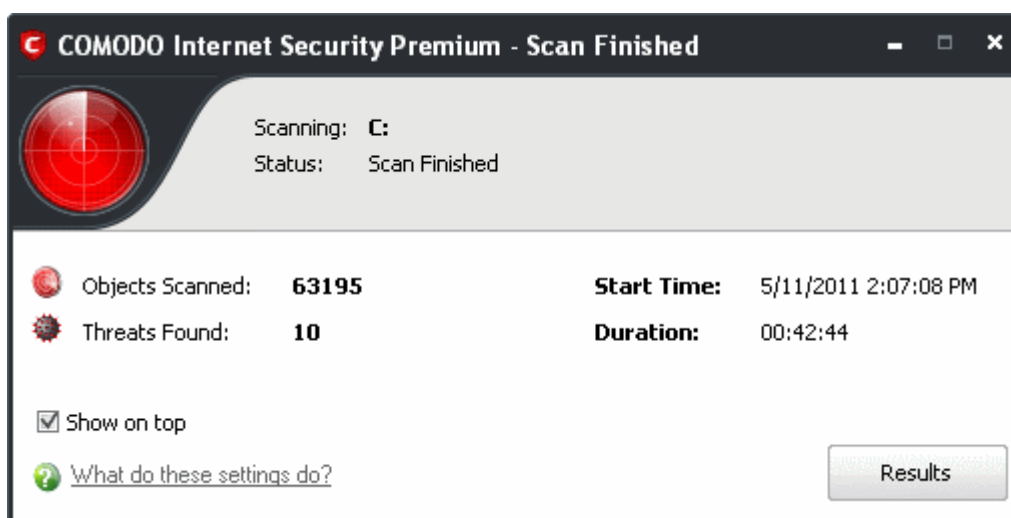 COMODO Internet Security Premium - Scan Finished
Scanning: C:
Status: Scan Finished
Objects Scanned: 63195 Start Time: 5/11/2011 2:07:08 PM
Threats Found: 10 Duration: 00:42:44
Show on top
What do these settings do?
Results